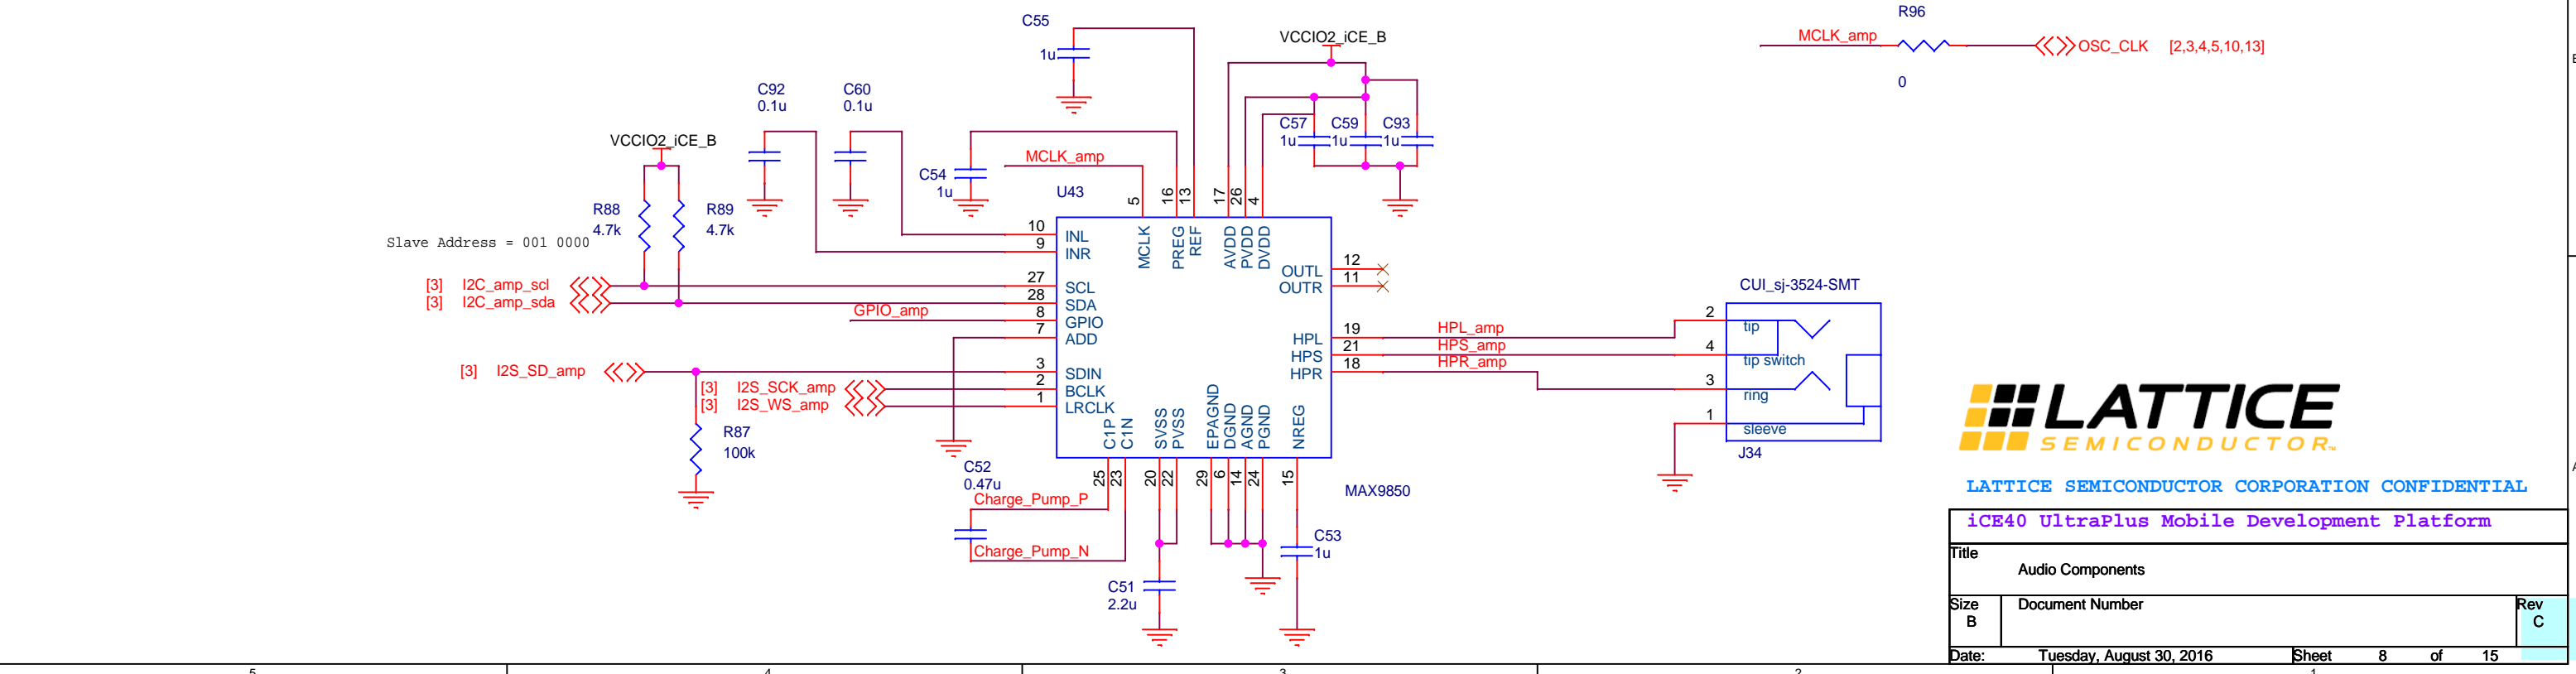 C55
1u
VCCIO2_iCE_B
R96
MCLK_amp
OSC_CLK [2,3,4,5,10,13]
0
C92
0.1u
C60
0.1u
C57
1u
C59
1u
C93
1u
VCCIO2_iCE_B
MCLK_amp
C54
1u
U43
5
16
13
17
26
4
R88
4.7k
R89
4.7k
Slave Address = 001 0000
10
INL
9
INR
MCLK
PREG
REF
AVDD
PVDD
DVDD
[3] I2C_amp_scl
27
SCL
[3] I2C_amp_sda
28
SDA
GPIO_amp
8
GPIO
7
ADD
OUTL
12
OUTR
11
HPL
19
HPL_amp
HPS
21
HPS_amp
HPR
18
HPR_amp
CUI_sj-3524-SMT
2
tip
4
tip switch
3
ring
1
sleeve
J34
[3] I2S_SD_amp
3
SDIN
[3] I2S_SCK_amp
2
BCLK
[3] I2S_WS_amp
1
LRCLK
R87
100k
C1P
C1N
SVSS
PVSS
EPAGND
DGND
AGND
PGND
NREG
25
23
20
22
29
6
14
24
15
MAX9850
C52
0.47u
Charge_Pump_P
Charge_Pump_N
C53
1u
C51
2.2u
LATTICE
SEMICONDUCTOR™
LATTICE SEMICONDUCTOR CORPORATION CONFIDENTIAL
iCE40 UltraPlus Mobile Development Platform
Title
Audio Components
Size
B
Document Number
Rev
C
Date: Tuesday, August 30, 2016 Sheet 8 of 15